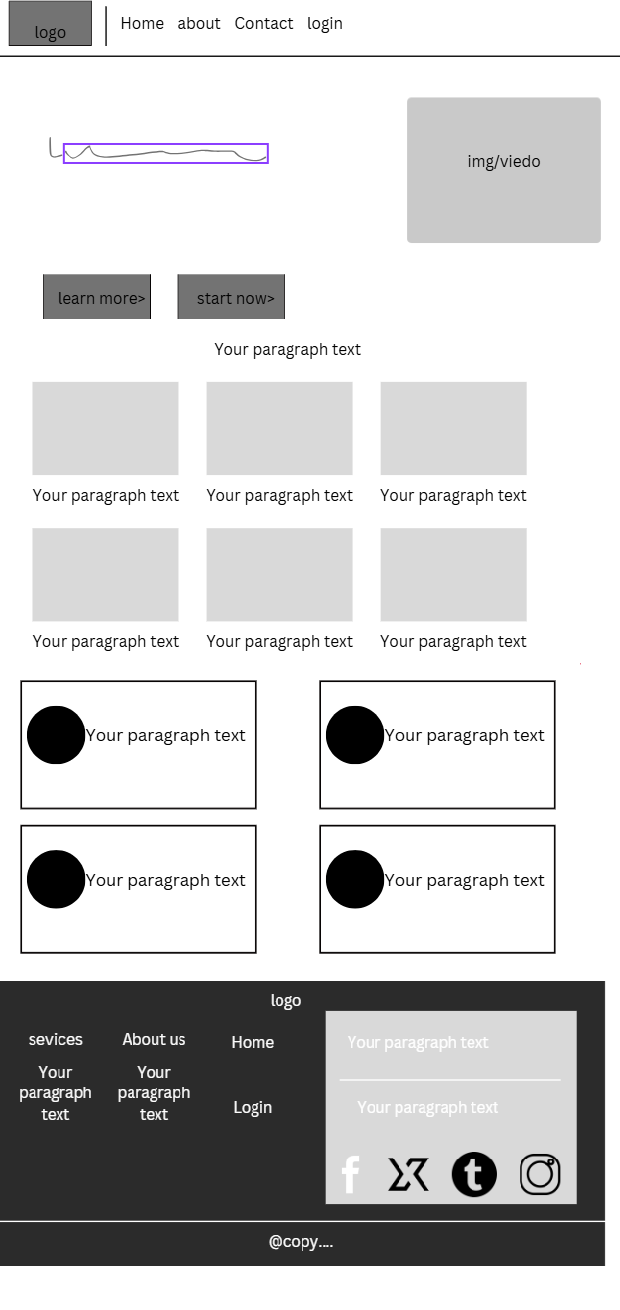 logo
Home about Contact login
img/viedo
learn more> start now>
Your paragraph text
Your paragraph text Your paragraph text Your paragraph text
Your paragraph text Your paragraph text Your paragraph text
Your paragraph text Your paragraph text
Your paragraph text Your paragraph text
logo
sevices
Your
paragraph
text
About us
Your
paragraph
text
Home
Login
Your paragraph text
Your paragraph text
@copy....